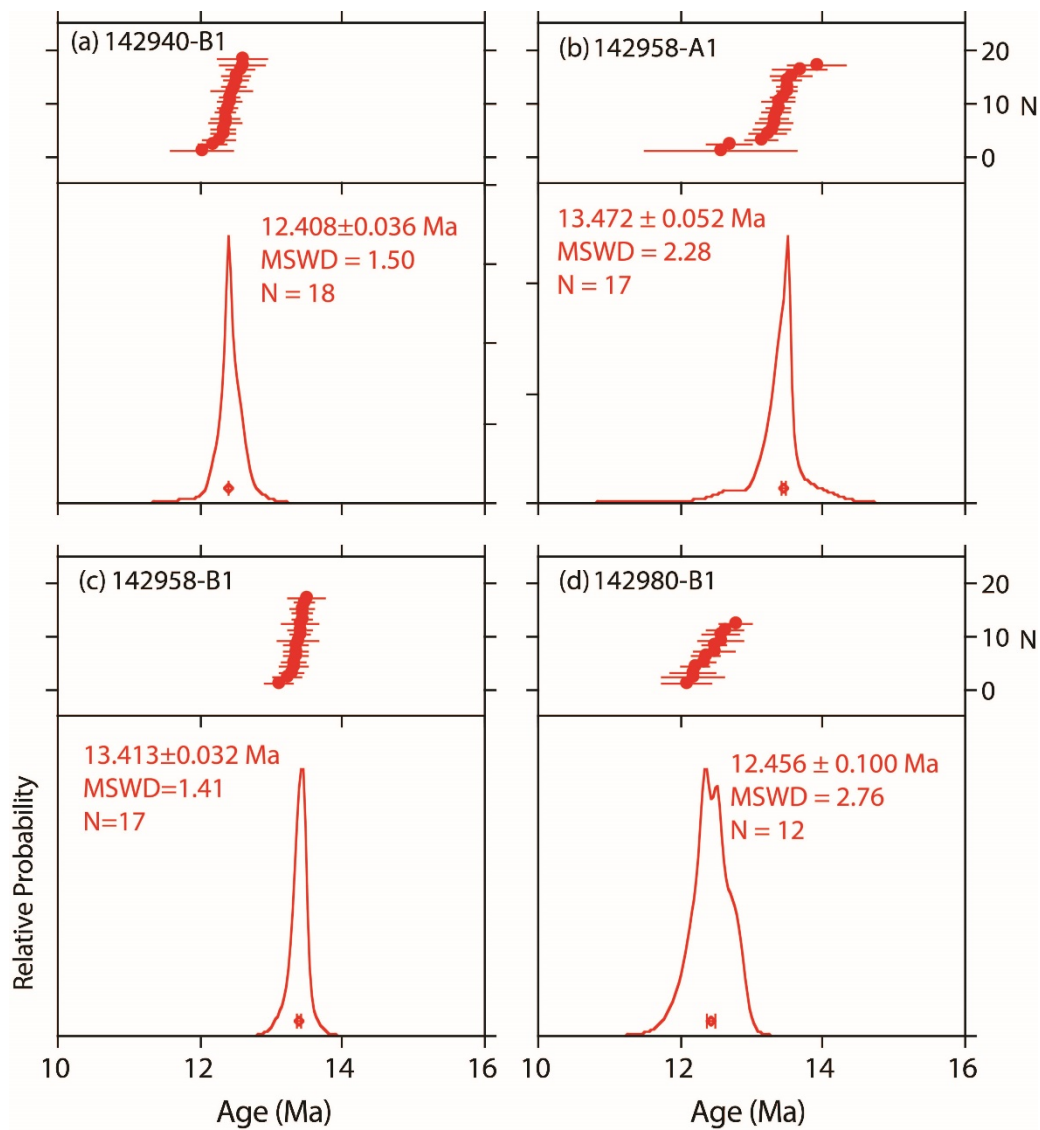 (a) 142940-B1
(b) 142958-A1
20
10 N
0
12.408±0.036 Ma
MSWD = 1.50
N = 18
13.472 ± 0.052 Ma
MSWD = 2.28
N = 17
(c) 142958-B1
(d) 142980-B1
20
10 N
0
13.413±0.032 Ma
MSWD=1.41
N=17
12.456 ± 0.100 Ma
MSWD = 2.76
N = 12
Relative Probability
10 12 14 16
10 12 14 16
Age (Ma)
Age (Ma)